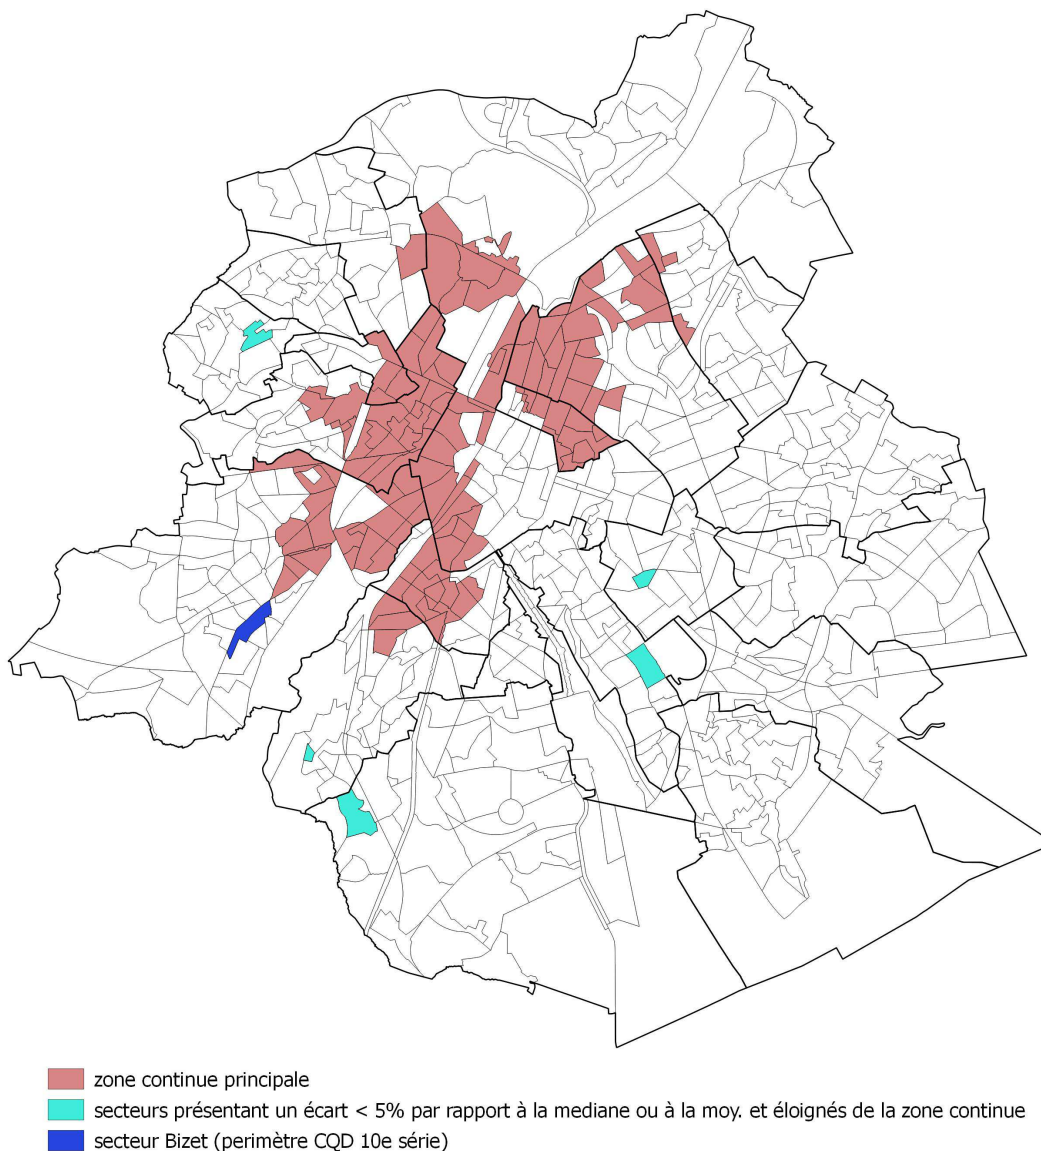 zone continue principale
secteurs présentant un écart < 5% par rapport à la mediane ou à la moy. et éloignés de la zone continue
secteur Bizet (perimètre CQD 10e série)